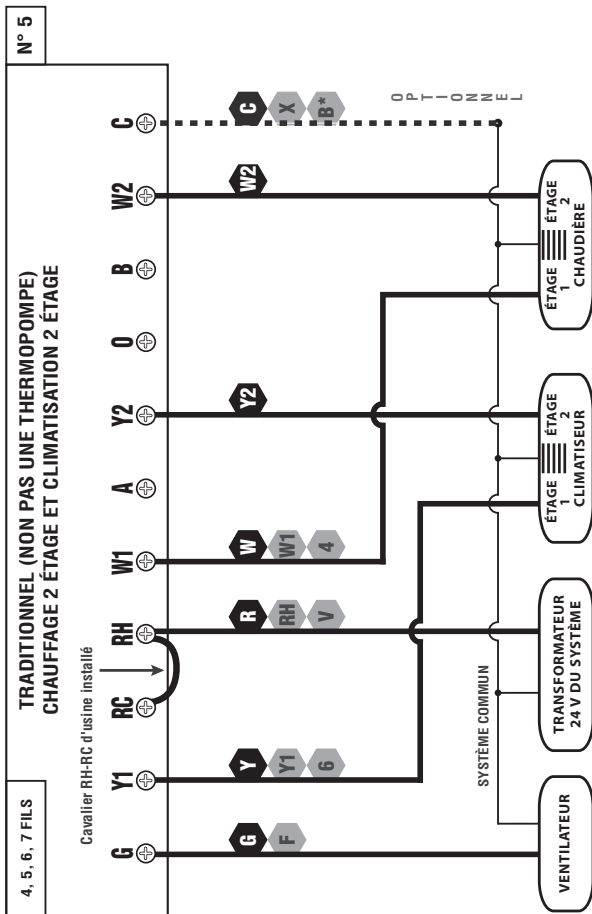 4, 5, 6, 7 FILS
TRADITIONNEL (NON PAS UNE THERMOPOMPE)
CHAUFFAGE 2 ÉTAGE ET CLIMATISATION 2 ÉTAGE
N° 5
Cavalier RH-RC d'usine installé
G Y1 RC RH W1 A Y2 O B W2 C
G Y R W Y2 W2 C
F Y1 RH W1 X
6 V 4 B*
OPTIONNEL
SYSTÈME COMMUN
VENTILATEUR
TRANSFORMATEUR
24 V DU SYSTÈME
ÉTAGE
1
ÉTAGE
2
CLIMATISEUR
ÉTAGE
1
ÉTAGE
2
CHAUDIÈRE